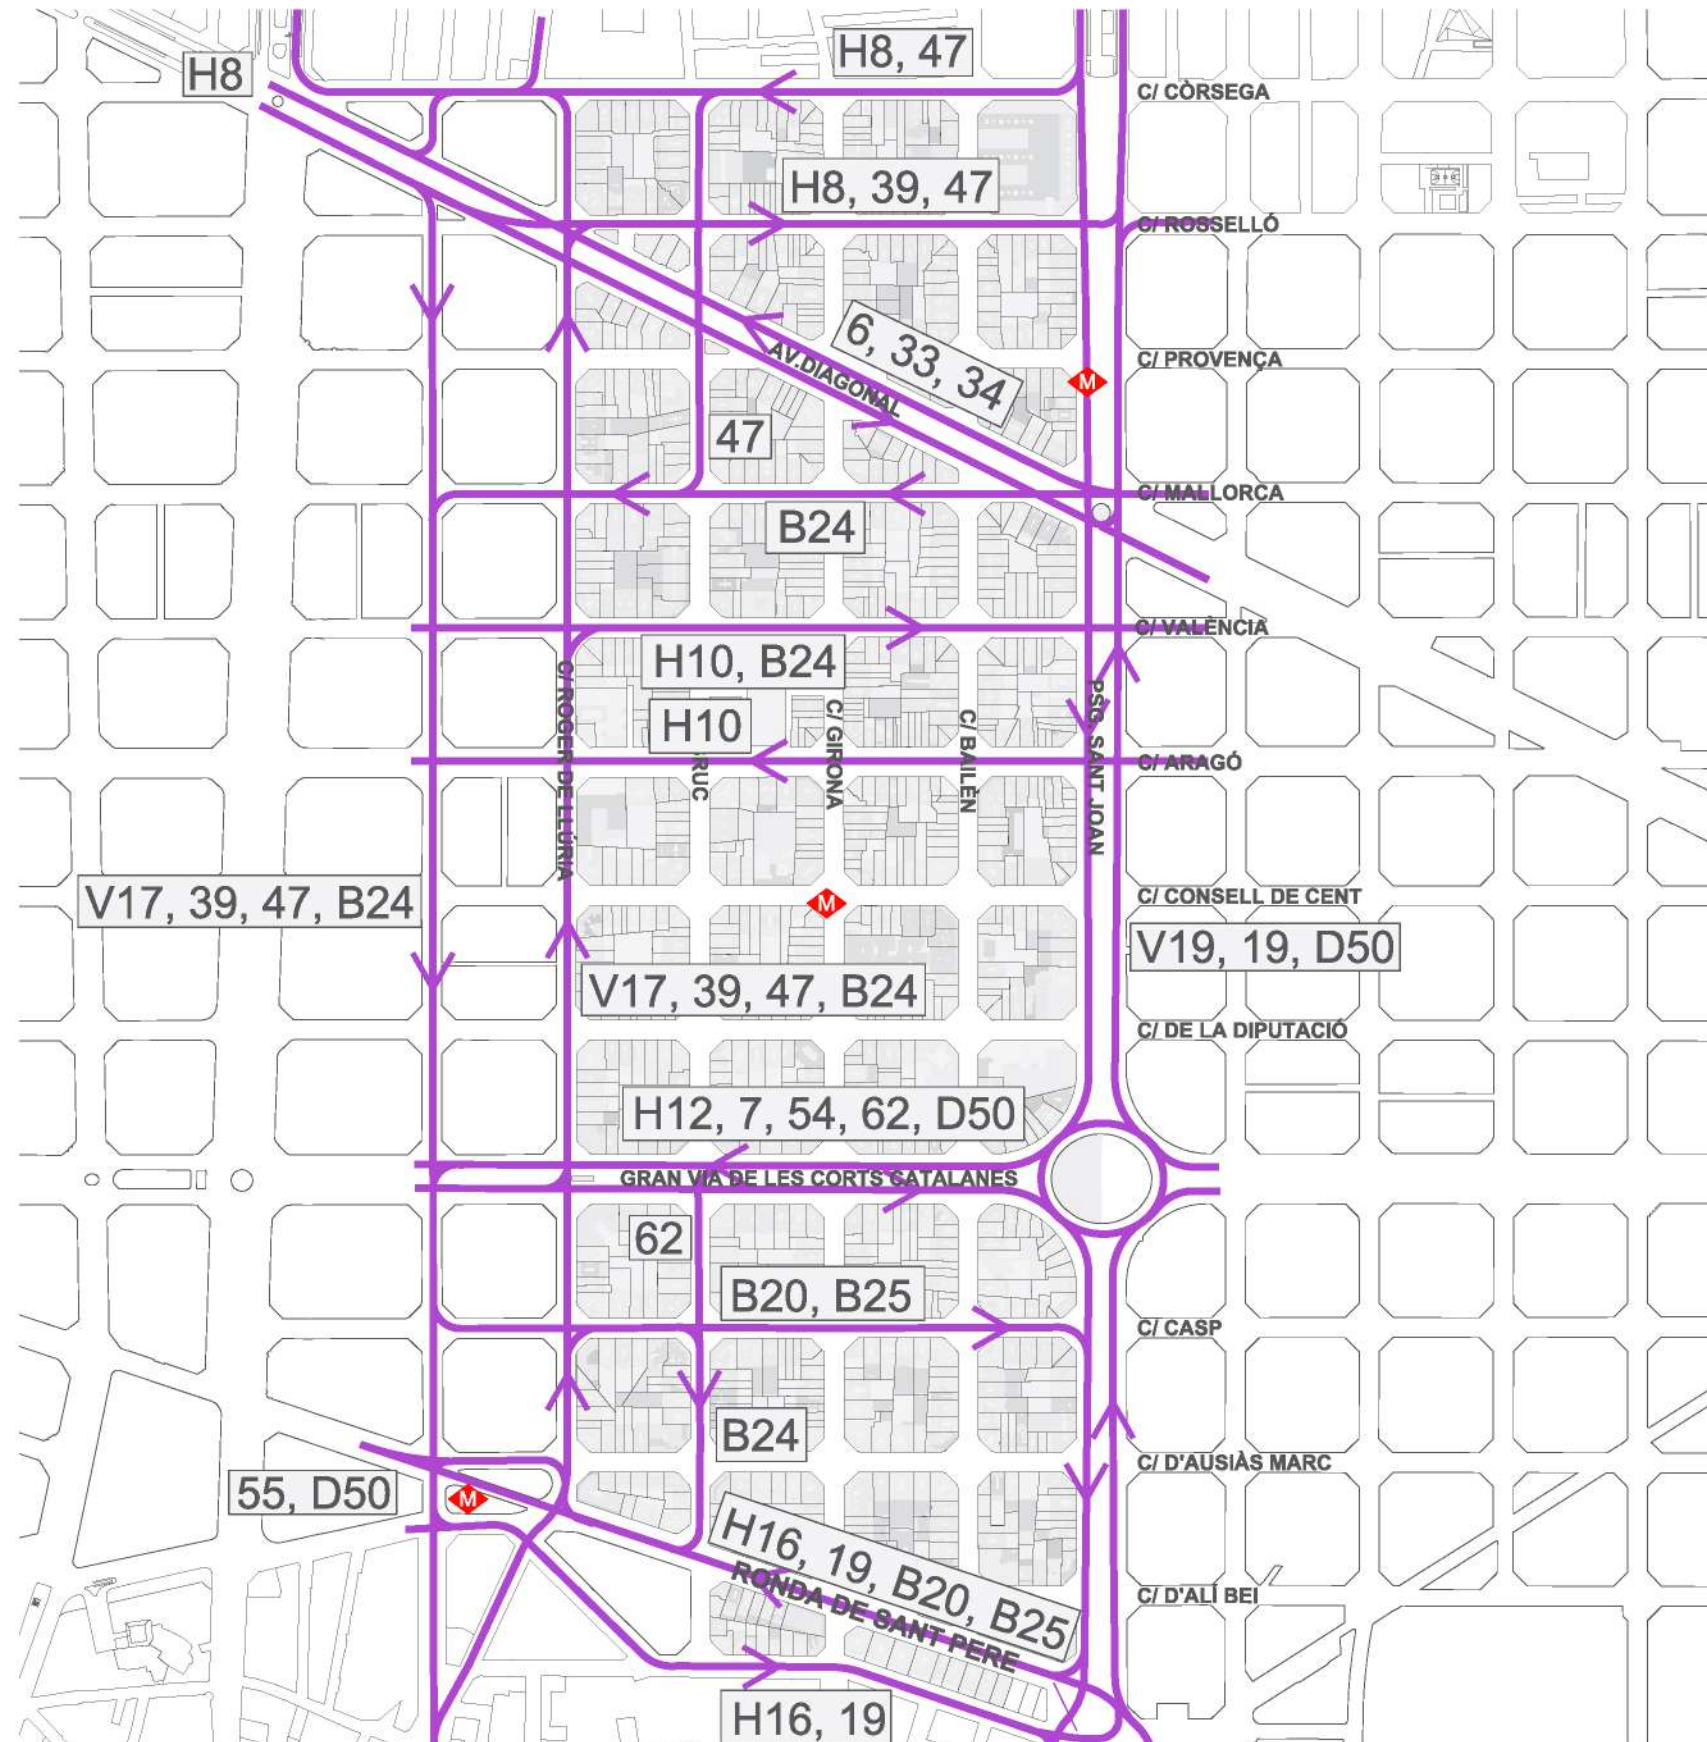 H8
H8, 47
C/ CÒRSEGA
H8, 39, 47
C/ ROSSELLÓ
6, 33, 34
C/ PROVENÇA
AV.DIAGONAL
M
47
C/ MALLORCA
B24
C/ VALÈNCIA
H10, B24
C/ ROGER DE LLÚRIA
H10
RUC
C/ GIRONA
C/ BAILÈN
PSG. SANT JOAN
C/ ARAGÓ
V17, 39, 47, B24
M
C/ CONSELL DE CENT
V19, 19, D50
V17, 39, 47, B24
C/ DE LA DIPUTACIÓ
H12, 7, 54, 62, D50
GRAN VIA DE LES CORTS CATALANES
62
B20, B25
C/ CASP
B24
C/ D'AUSIÀS MARC
55, D50
M
H16, 19, B20, B25
RONDA DE SANT PERE
C/ D'ALÍ BEI
H16, 19